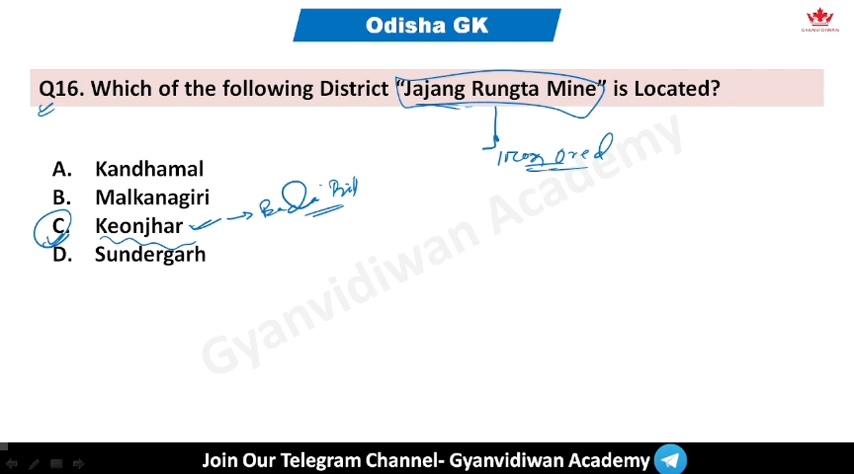 Odisha GK
GYANVIDIWAN
Q16. Which of the following District “Jajang Rungta Mine” is Located?
Iron ored
A. Kandhamal
B. Malkanagiri
C. Keonjhar
D. Sundergarh
Gyanvidiwan Academy
Join Our Telegram Channel- Gyanvidiwan Academy